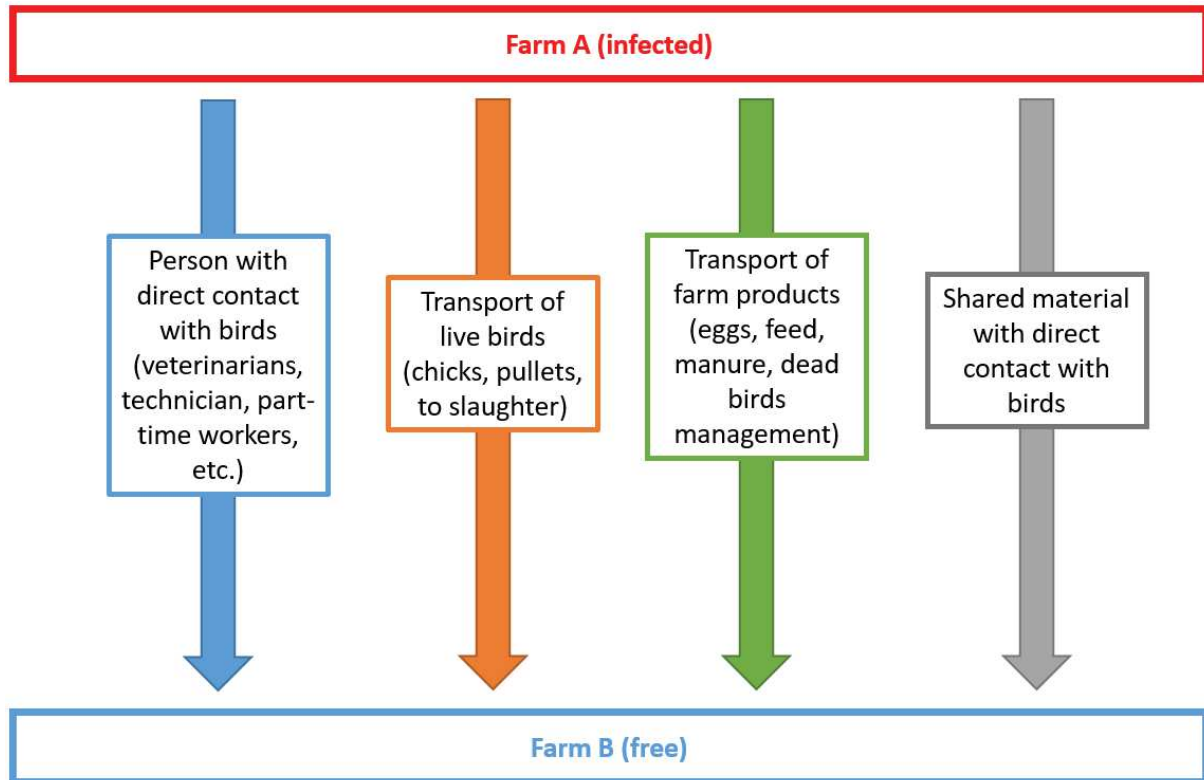 Farm A (infected)
Person with
direct contact
with birds
(veterinarians,
technician, part-
time workers,
etc.)
Transport of
live birds
(chicks, pullets,
to slaughter)
Transport of
farm products
(eggs, feed,
manure, dead
birds
management)
Shared material
with direct
contact with
birds
Farm B (free)